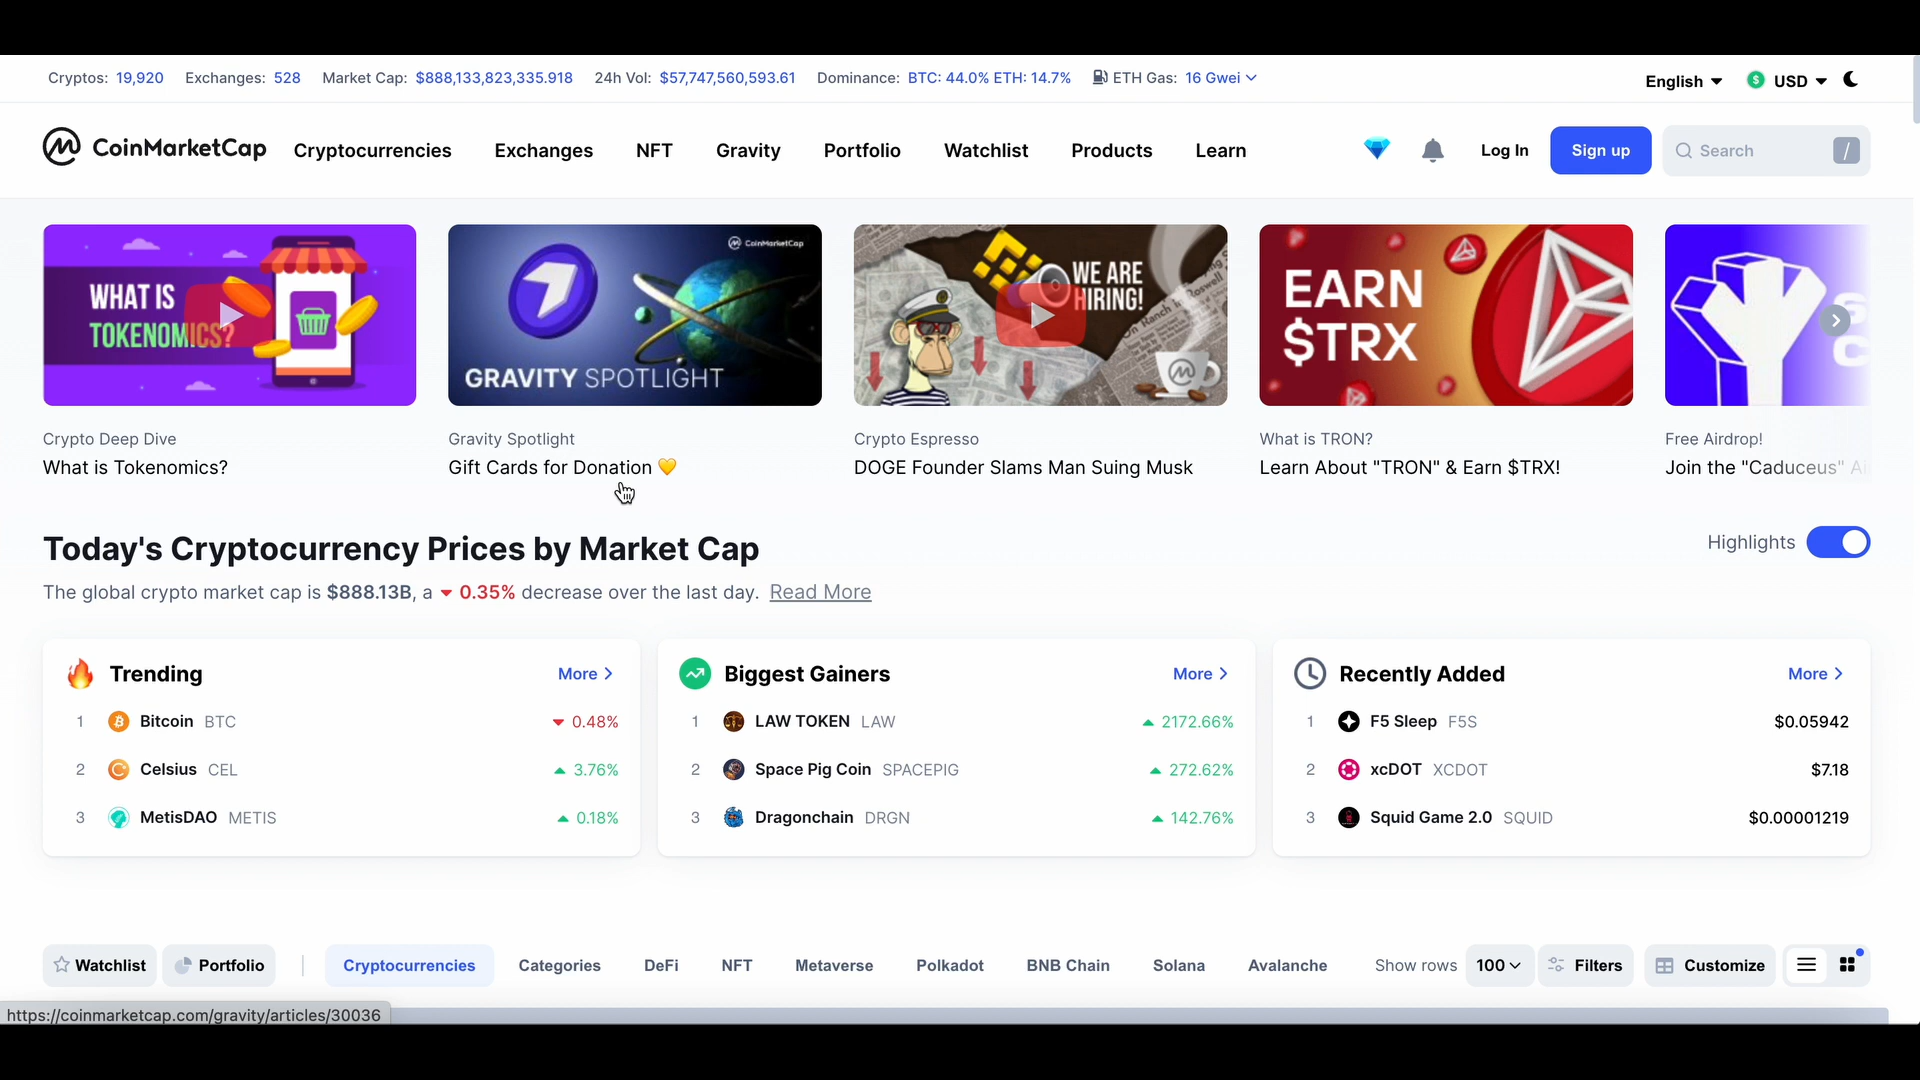 Cryptos: 19,920 Exchanges: 528 Market Cap: $888,133,823,335.918 24h Vol: $57,747,560,593.61 Dominance: BTC: 44.0% ETH: 14.7% ETH Gas: 16 Gwei English USD
CoinMarketCap Cryptocurrencies Exchanges NFT Gravity Portfolio Watchlist Products Learn Log In Sign up Search /
WHAT IS
TOKENOMICS?
CoinMarketCap
GRAVITY SPOTLIGHT
WE ARE
HIRING!
EARN
$TRX
Crypto Deep Dive
What is Tokenomics?
Gravity Spotlight
Gift Cards for Donation 💛
Crypto Espresso
DOGE Founder Slams Man Suing Musk
What is TRON?
Learn About "TRON" & Earn $TRX!
Free Airdrop!
Join the "Caduceus"
Today's Cryptocurrency Prices by Market Cap
Highlights
The global crypto market cap is $888.13B, a ▼ 0.35% decrease over the last day. Read More
Trending More >
1 Bitcoin BTC ▼ 0.48%
2 Celsius CEL ▲ 3.76%
3 MetisDAO METIS ▲ 0.18%
Biggest Gainers More >
1 LAW TOKEN LAW ▲ 2172.66%
2 Space Pig Coin SPACEPIG ▲ 272.62%
3 Dragonchain DRGN ▲ 142.76%
Recently Added More >
1 F5 Sleep F5S $0.05942
2 xcDOT XCDOT $7.18
3 Squid Game 2.0 SQUID $0.00001219
Watchlist Portfolio Cryptocurrencies Categories DeFi NFT Metaverse Polkadot BNB Chain Solana Avalanche Show rows 100 Filters Customize
https://coinmarketcap.com/gravity/articles/30036